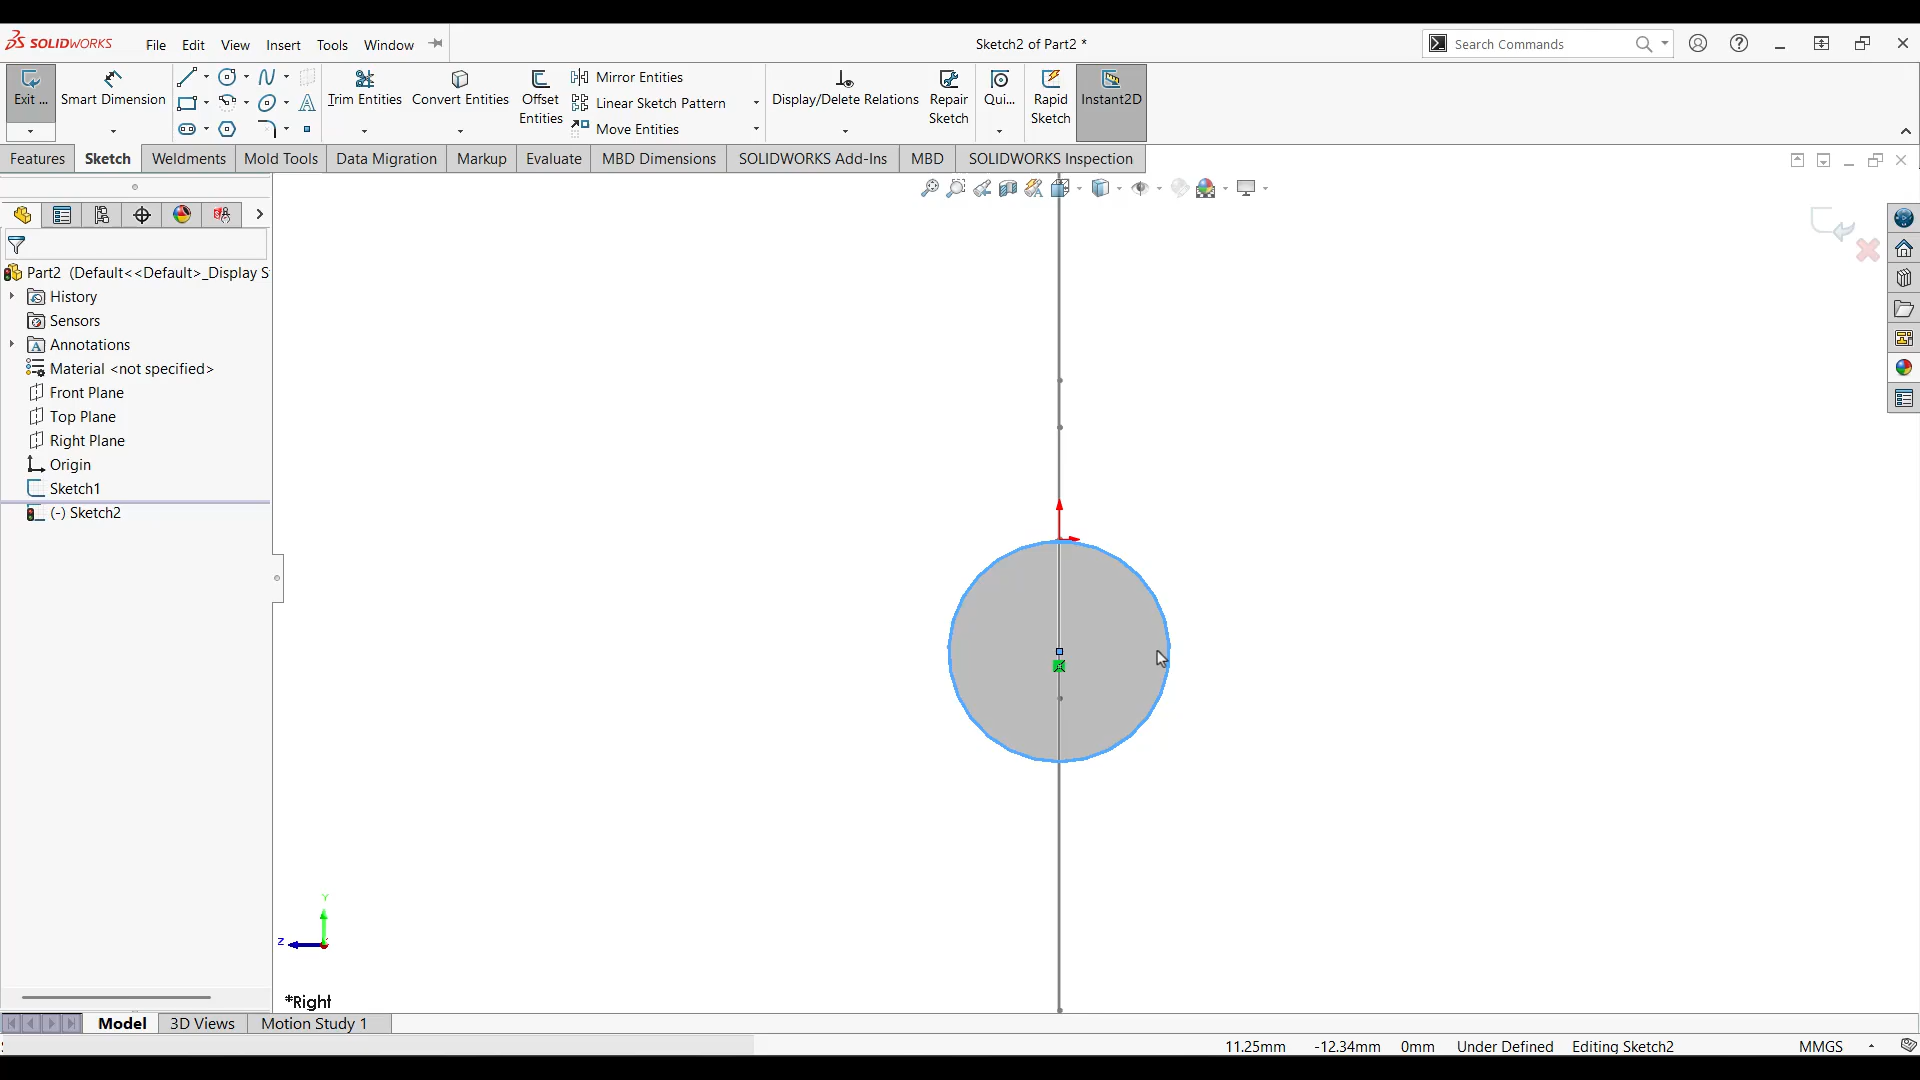 SOLIDWORKS
File Edit View Insert Tools Window
Sketch2 of Part2 *
Search Commands
Exit ...
Smart Dimension
Trim Entities
Convert Entities
Offset
Entities
Mirror Entities
Linear Sketch Pattern
Move Entities
Display/Delete Relations
Repair
Sketch
Qui...
Rapid
Sketch
Instant2D
Features Sketch Weldments Mold Tools Data Migration Markup Evaluate MBD Dimensions SOLIDWORKS Add-Ins MBD SOLIDWORKS Inspection
Part2 (Default<<Default>_Display S
History
Sensors
Annotations
Material <not specified>
Front Plane
Top Plane
Right Plane
Origin
Sketch1
(-) Sketch2
Y
Z
*Right
Model 3D Views Motion Study 1
11.25mm -12.34mm 0mm Under Defined Editing Sketch2 MMGS